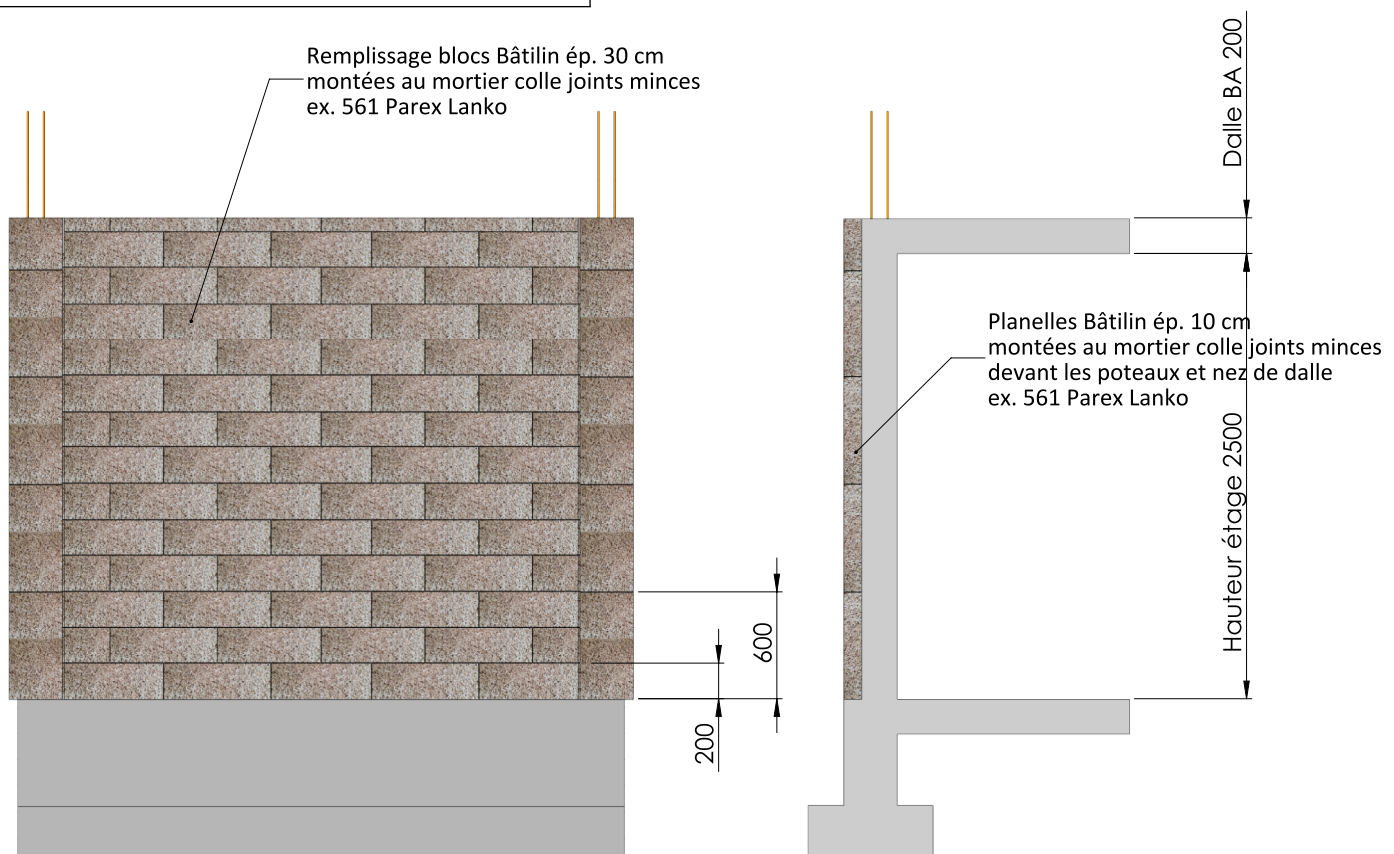 Remplissage blocs Bâtilin ép. 30 cm
montées au mortier colle joints minces
ex. 561 Parex Lanko
Dalle BA 200
Planelles Bâtilin ép. 10 cm
montées au mortier colle joints minces
devant les poteaux et nez de dalle
ex. 561 Parex Lanko
Hauteur étage 2500
600
200